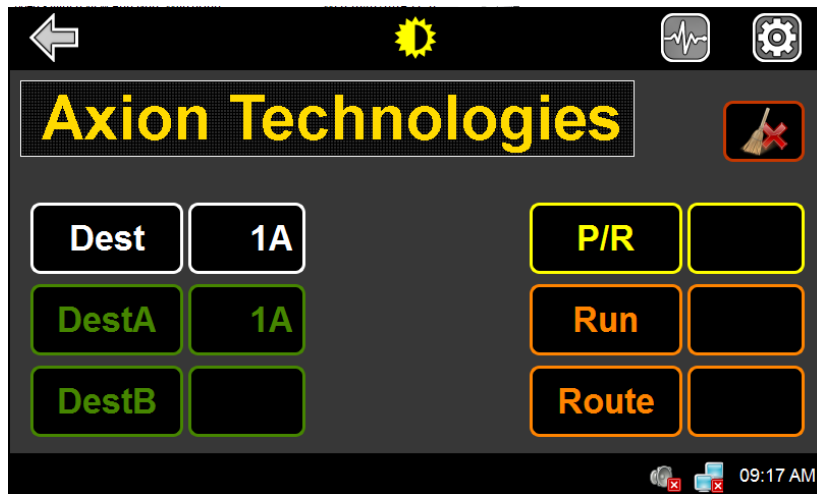 Axion Technologies
Dest 1A P/R
DestA 1A Run
DestB Route
09:17 AM